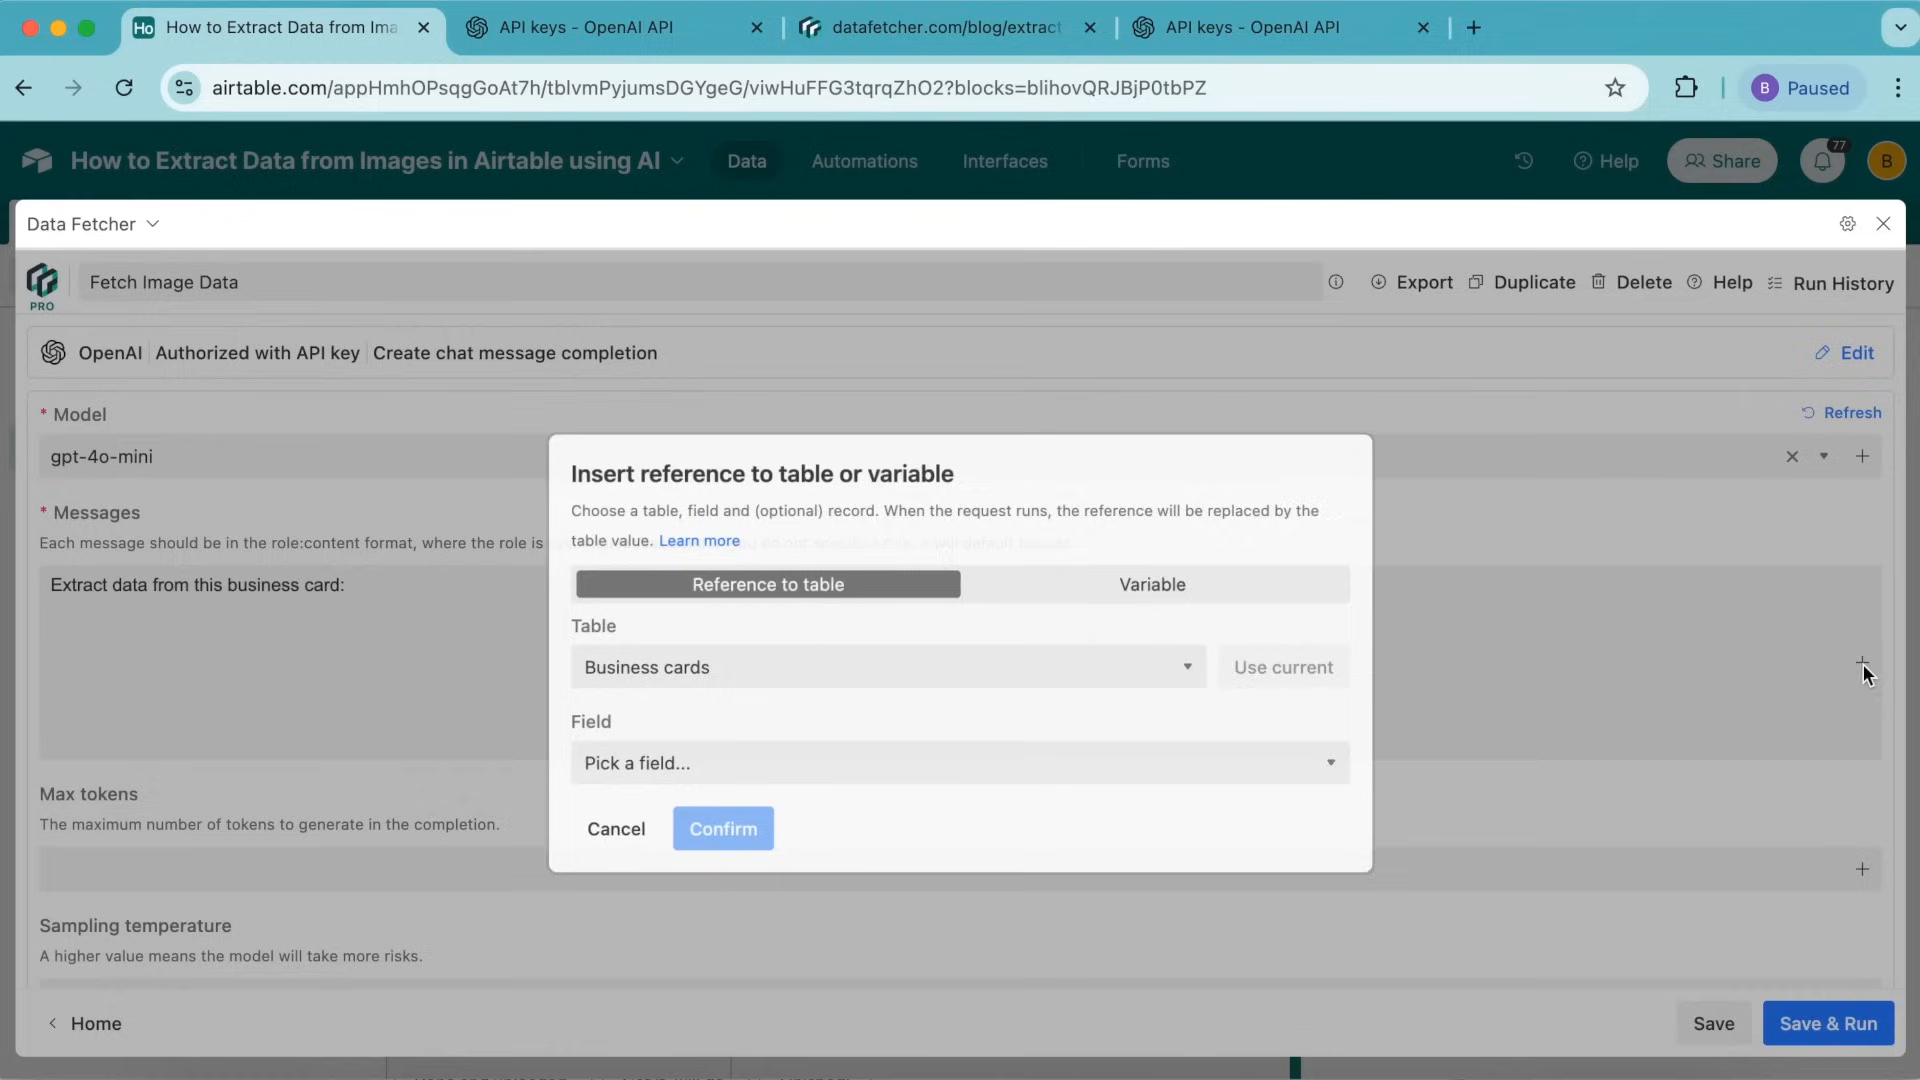 How to Extract Data from Ima
API keys - OpenAI API
datafetcher.com/blog/extract
API keys - OpenAI API
airtable.com/appHmhOPsqgGoAt7h/tblvmPyjumsDGYgeG/viwHuFFG3tqrqZhO2?blocks=blihovQRJBjP0tbPZ
B Paused
How to Extract Data from Images in Airtable using AI
Data
Automations
Interfaces
Forms
Help
Share
77
B
Data Fetcher
PRO
Fetch Image Data
Export
Duplicate
Delete
Help
Run History
OpenAI Authorized with API key Create chat message completion
Edit
* Model
Refresh
gpt-4o-mini
* Messages
Each message should be in the role:content format, where the role is
Extract data from this business card:
Insert reference to table or variable
Choose a table, field and (optional) record. When the request runs, the reference will be replaced by the
table value. Learn more
Reference to table
Variable
Table
Business cards
Use current
Field
Pick a field...
Cancel
Confirm
Max tokens
The maximum number of tokens to generate in the completion.
Sampling temperature
A higher value means the model will take more risks.
Home
Save
Save & Run